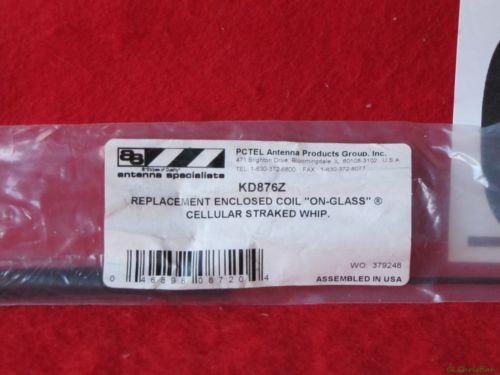 PCTEL Antenna Products Group, Inc.
471 Brighton Drive, Bloomingdale, IL 60108-3102 U.S.A.
TEL: 1-630-372-6800 FAX: 1-630-372-8077
antenna specialists
KD876Z
REPLACEMENT ENCLOSED COIL "ON-GLASS" ®
CELLULAR STRAKED WHIP.
WO: 379248
ASSEMBLED IN USA